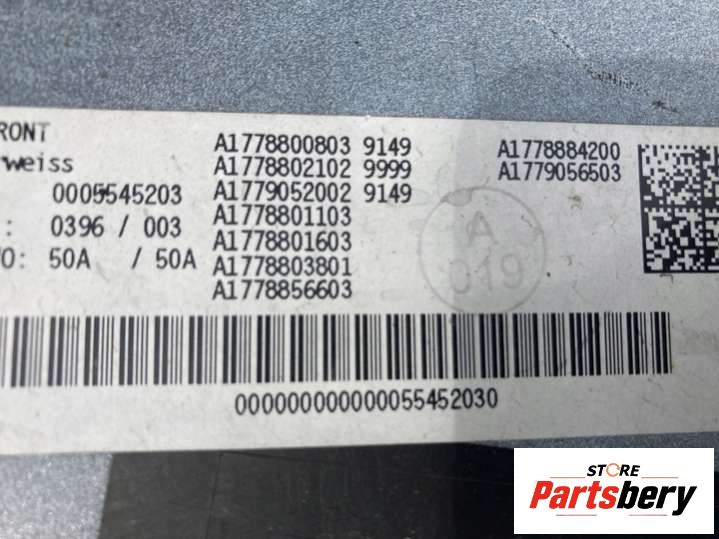 RONT
weiss
0005545203
: 0396 / 003
O: 50A / 50A
A1778800803 9149
A1778802102 9999
A1779052002 9149
A1778801103
A1778801603
A1778803801
A1778856603
A1778884200
A1779056503
A
019
000000000000055452030
STORE
Partsbery